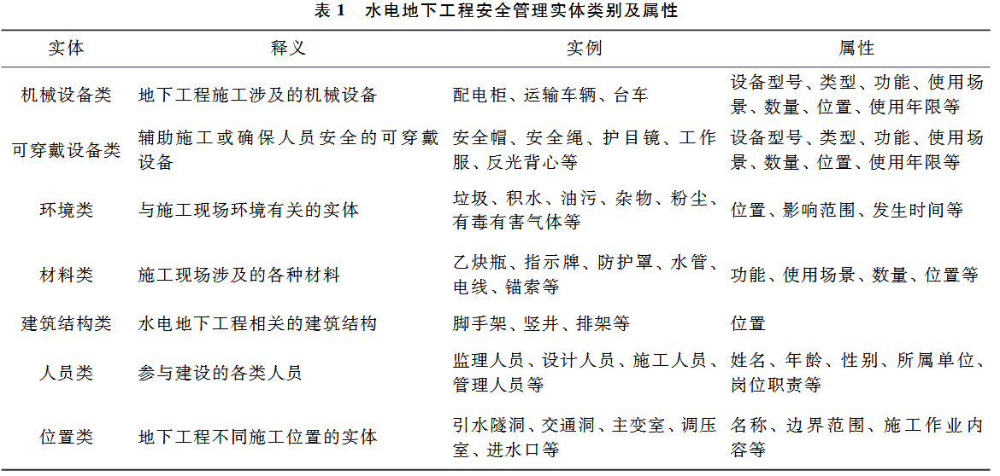 表 1 水电地下工程安全管理实体类别及属性
实体 释义 实例 属性
机械设备类 地下工程施工涉及的机械设备 配电柜、运输车辆、台车 设备型号、类型、功能、使用场
景、数量、位置、使用年限等
可穿戴设备类 辅助施工或确保人员安全的可穿戴
设备
安全帽、安全绳、护目镜、工作
服、反光背心等
设备型号、类型、功能、使用场
景、数量、位置、使用年限等
环境类 与施工现场环境有关的实体 垃圾、积水、油污、杂物、粉尘、
有毒有害气体等
位置、影响范围、发生时间等
材料类 施工现场涉及的各种材料 乙炔瓶、指示牌、防护罩、水管、
电线、锚索等
功能、使用场景、数量、位置等
建筑结构类 水电地下工程相关的建筑结构 脚手架、竖井、排架等 位置
人员类 参与建设的各类人员 监理人员、设计人员、施工人员、
管理人员等
姓名、年龄、性别、所属单位、
岗位职责等
位置类 地下工程不同施工位置的实体 引水隧洞、交通洞、主变室、调压
室、进水口等
名称、边界范围、施工作业内
容等